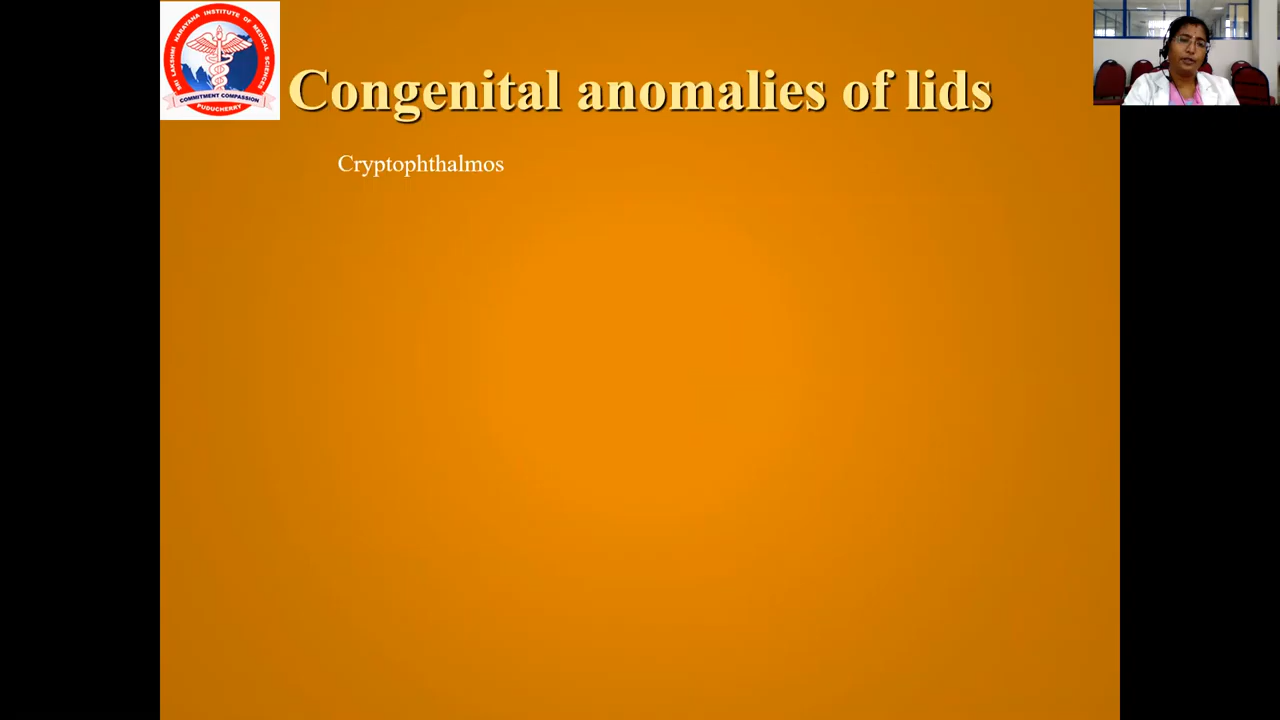 SRI LAKSHMI NARAYANA INSTITUTE OF MEDICAL SCIENCES
COMMITMENT COMPASSION
PUDUCHERRY
Congenital anomalies of lids
Cryptophthalmos